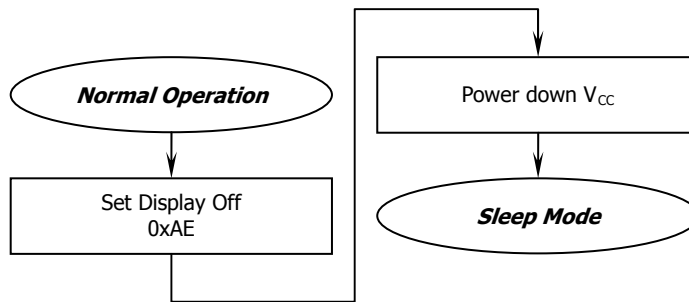 Normal Operation
Set Display Off
0xAE
Power down VCC
Sleep Mode